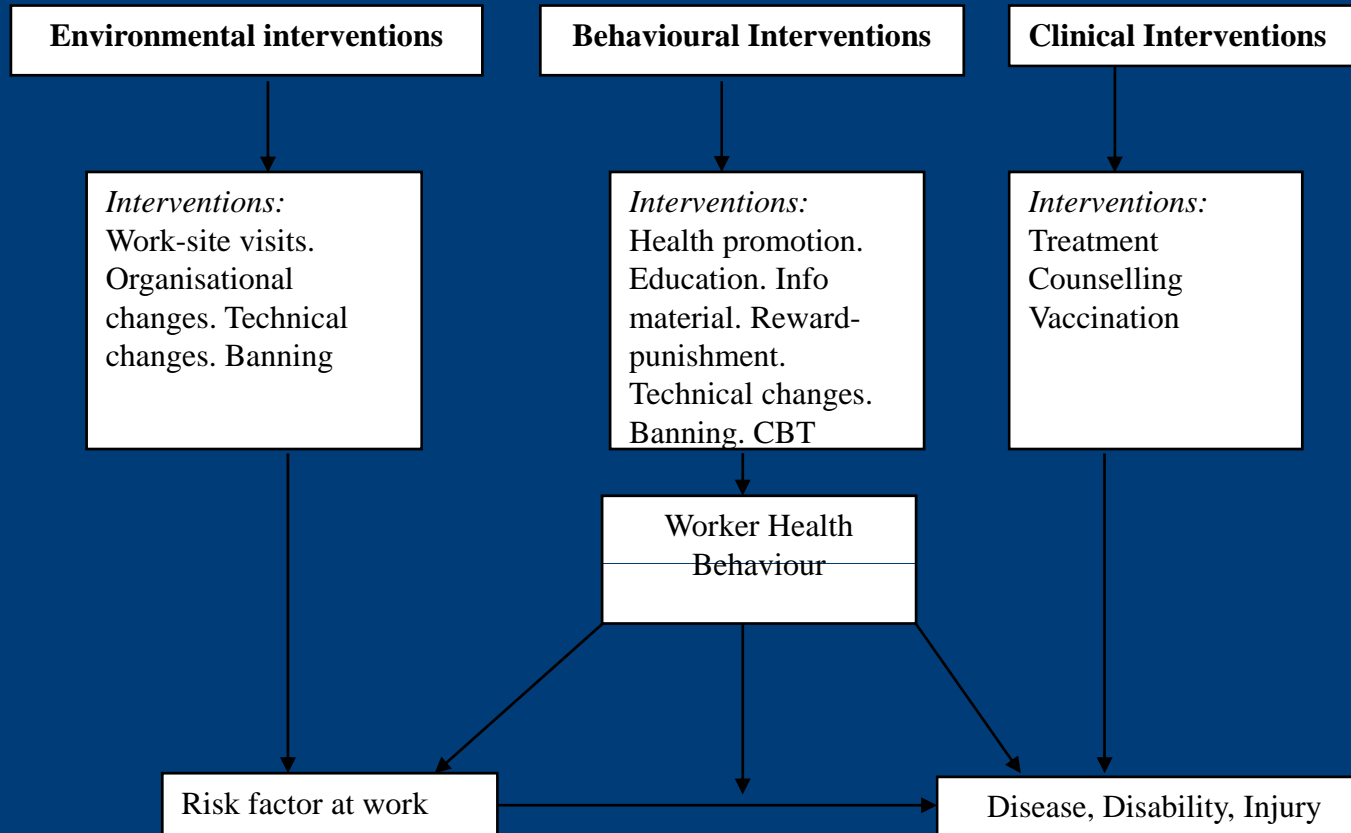 Environmental interventions
Behavioural Interventions
Clinical Interventions
Interventions:
Work-site visits.
Organisational
changes. Technical
changes. Banning
Interventions:
Health promotion.
Education. Info
material. Reward-
punishment.
Technical changes.
Banning. CBT
Interventions:
Treatment
Counselling
Vaccination
Worker Health
Behaviour
Risk factor at work
Disease, Disability, Injury